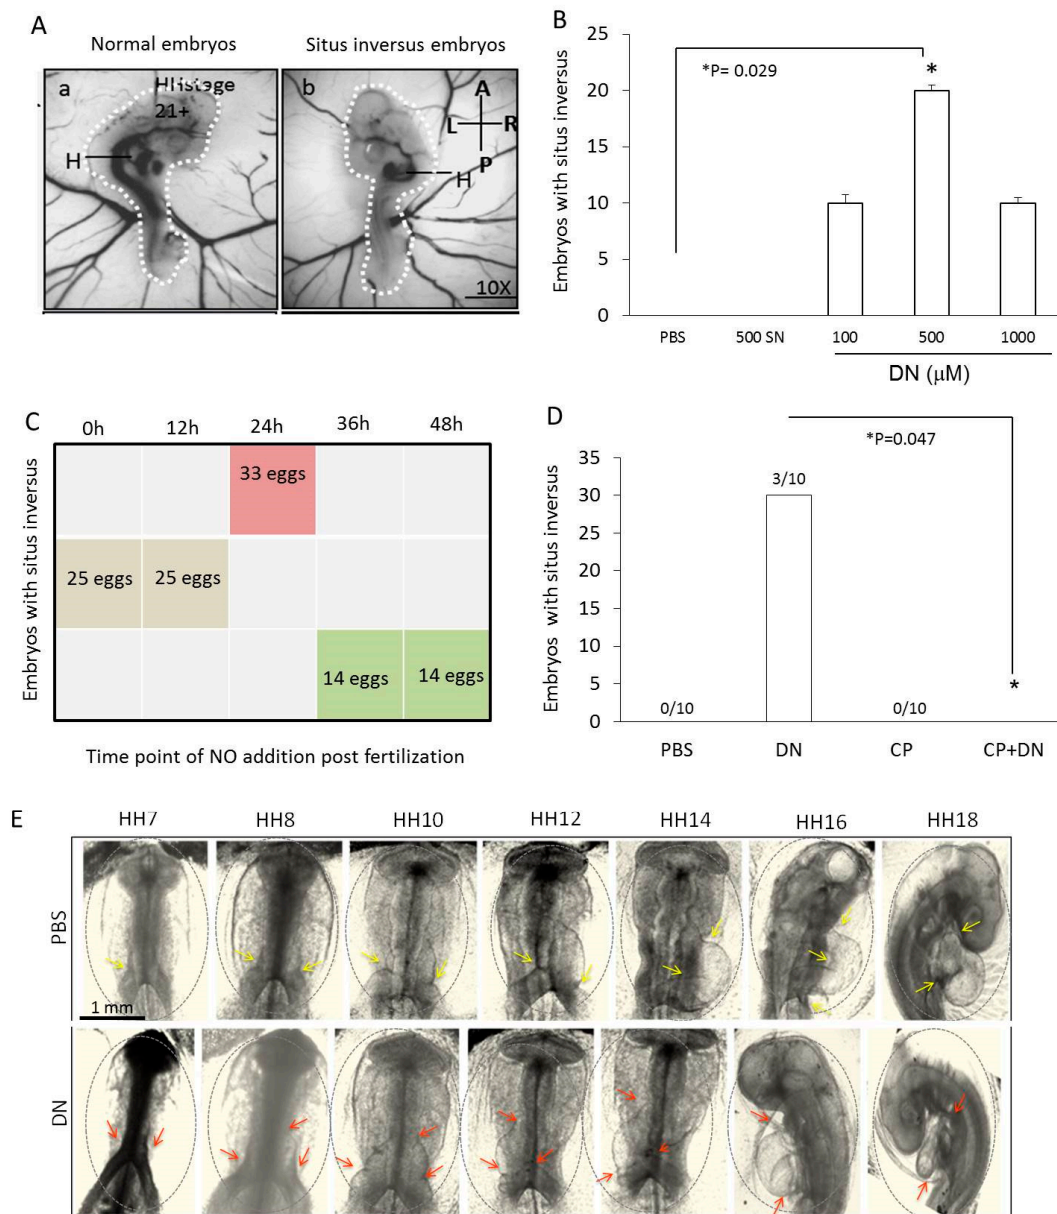 A
Normal embryos
Situs inversus embryos
a
HH stage
21+
H
b
A
L
R
P
H
10X
B
Embryos with situs inversus
25
20
15
10
5
0
*P= 0.029
*
PBS
500 SN
100
500
1000
DN (μM)
C
0h
12h
24h
36h
48h
Embryos with situs inversus
33 eggs
25 eggs
25 eggs
14 eggs
14 eggs
Time point of NO addition post fertilization
D
*P=0.047
Embryos with situs inversus
35
30
25
20
15
10
5
0
3/10
0/10
0/10
*
PBS
DN
CP
CP+DN
E
HH7
HH8
HH10
HH12
HH14
HH16
HH18
PBS
1 mm
DN